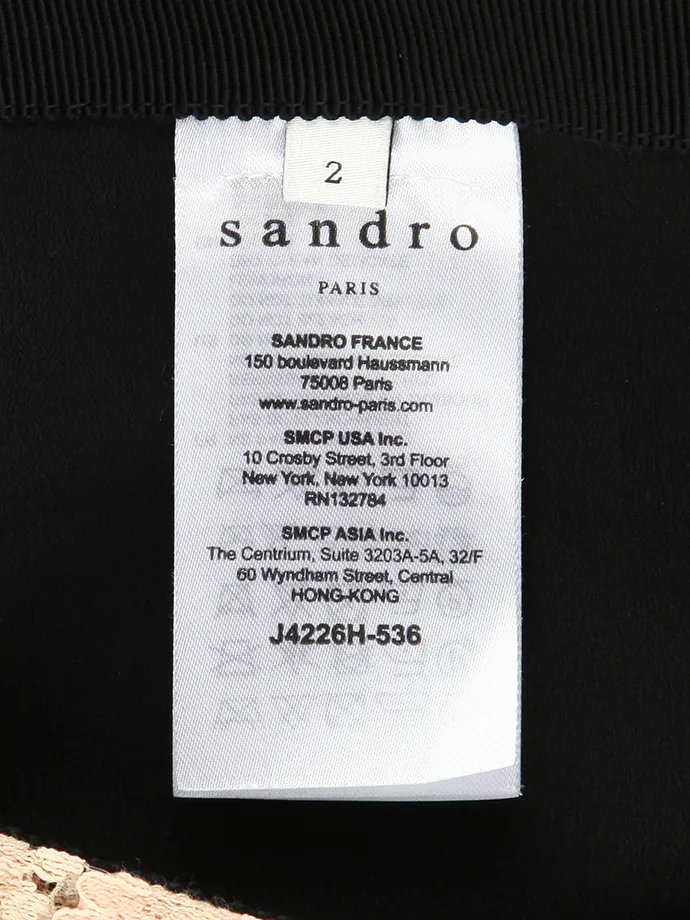 2
sandro
PARIS
SANDRO FRANCE
150 boulevard Haussmann
75008 Paris
www.sandro-paris.com
SMCP USA Inc.
10 Crosby Street, 3rd Floor
New York, New York 10013
RN132784
SMCP ASIA Inc.
The Centrium, Suite 3203A-5A, 32/F
60 Wyndham Street, Central
HONG-KONG
J4226H-536